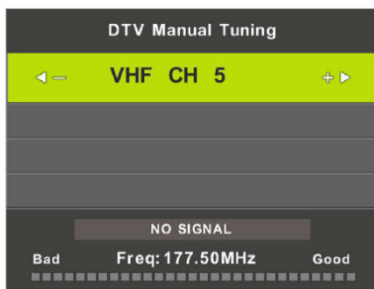 DTV Manual Tuning
VHF CH 5
NO SIGNAL
Bad Freq:177.50MHz Good